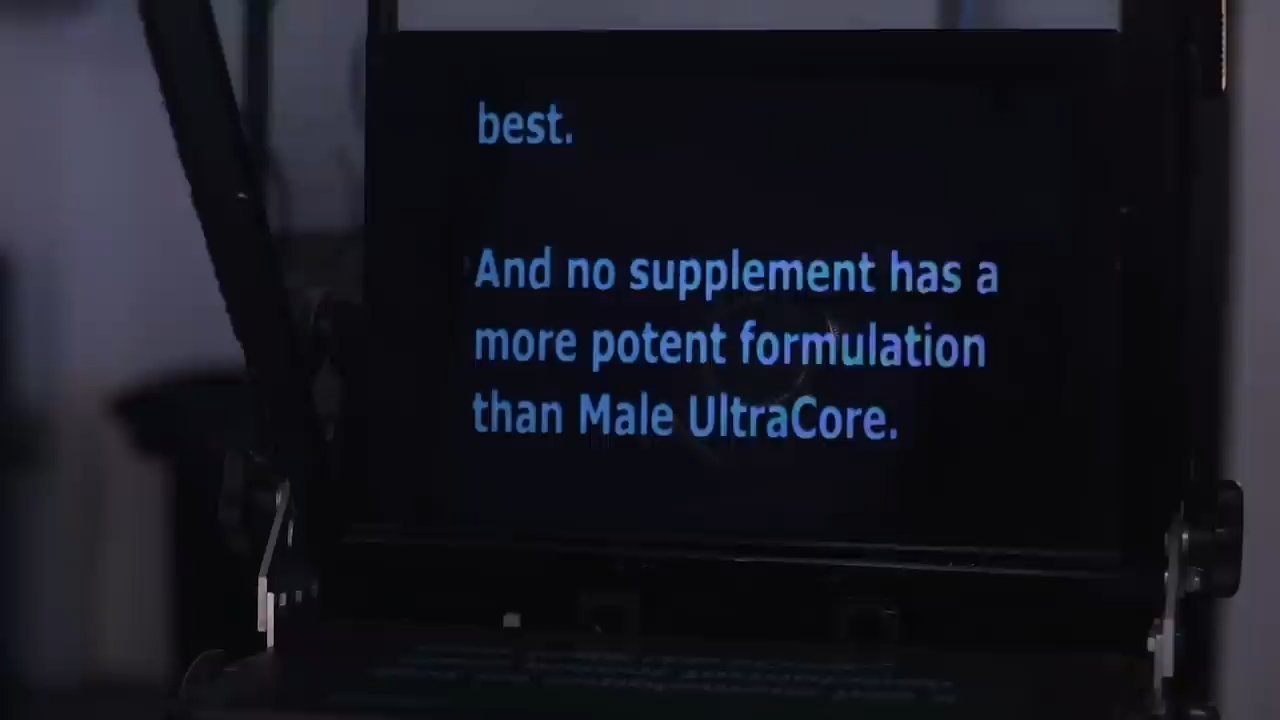 best.
And no supplement has a
more potent formulation
than Male UltraCore.